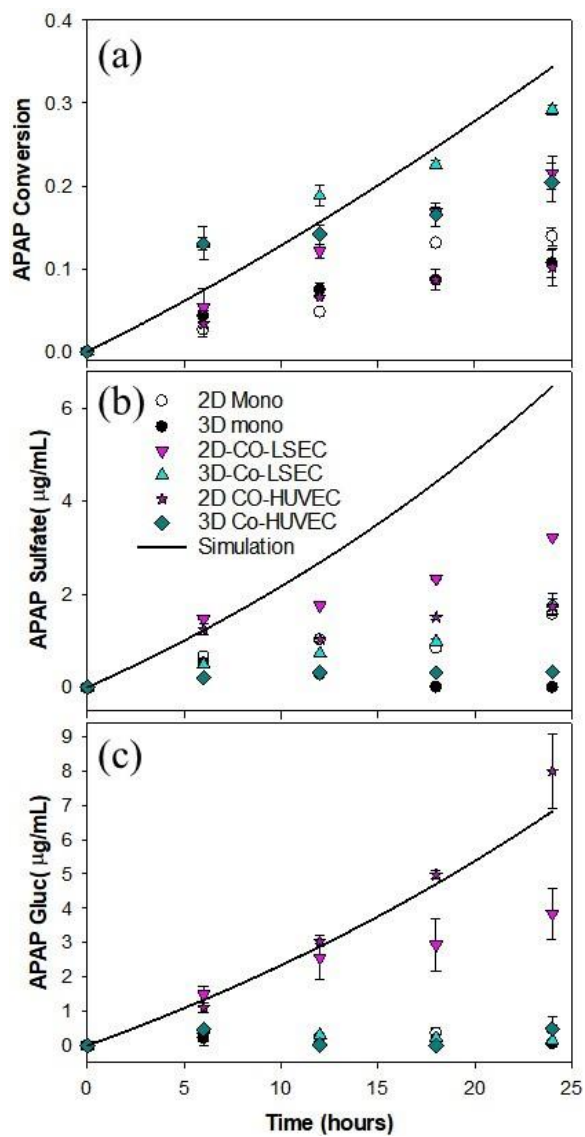 (a)
APAP Conversion
0.4
0.3
0.2
0.1
0.0
(b)
APAP Sulfate( µg/mL)
6
4
2
0
2D Mono
3D mono
2D-CO-LSEC
3D-Co-LSEC
2D CO-HUVEC
3D Co-HUVEC
Simulation
(c)
APAP Gluc( µg/mL)
9
8
7
6
5
4
3
2
1
0
0 5 10 15 20 25
Time (hours)